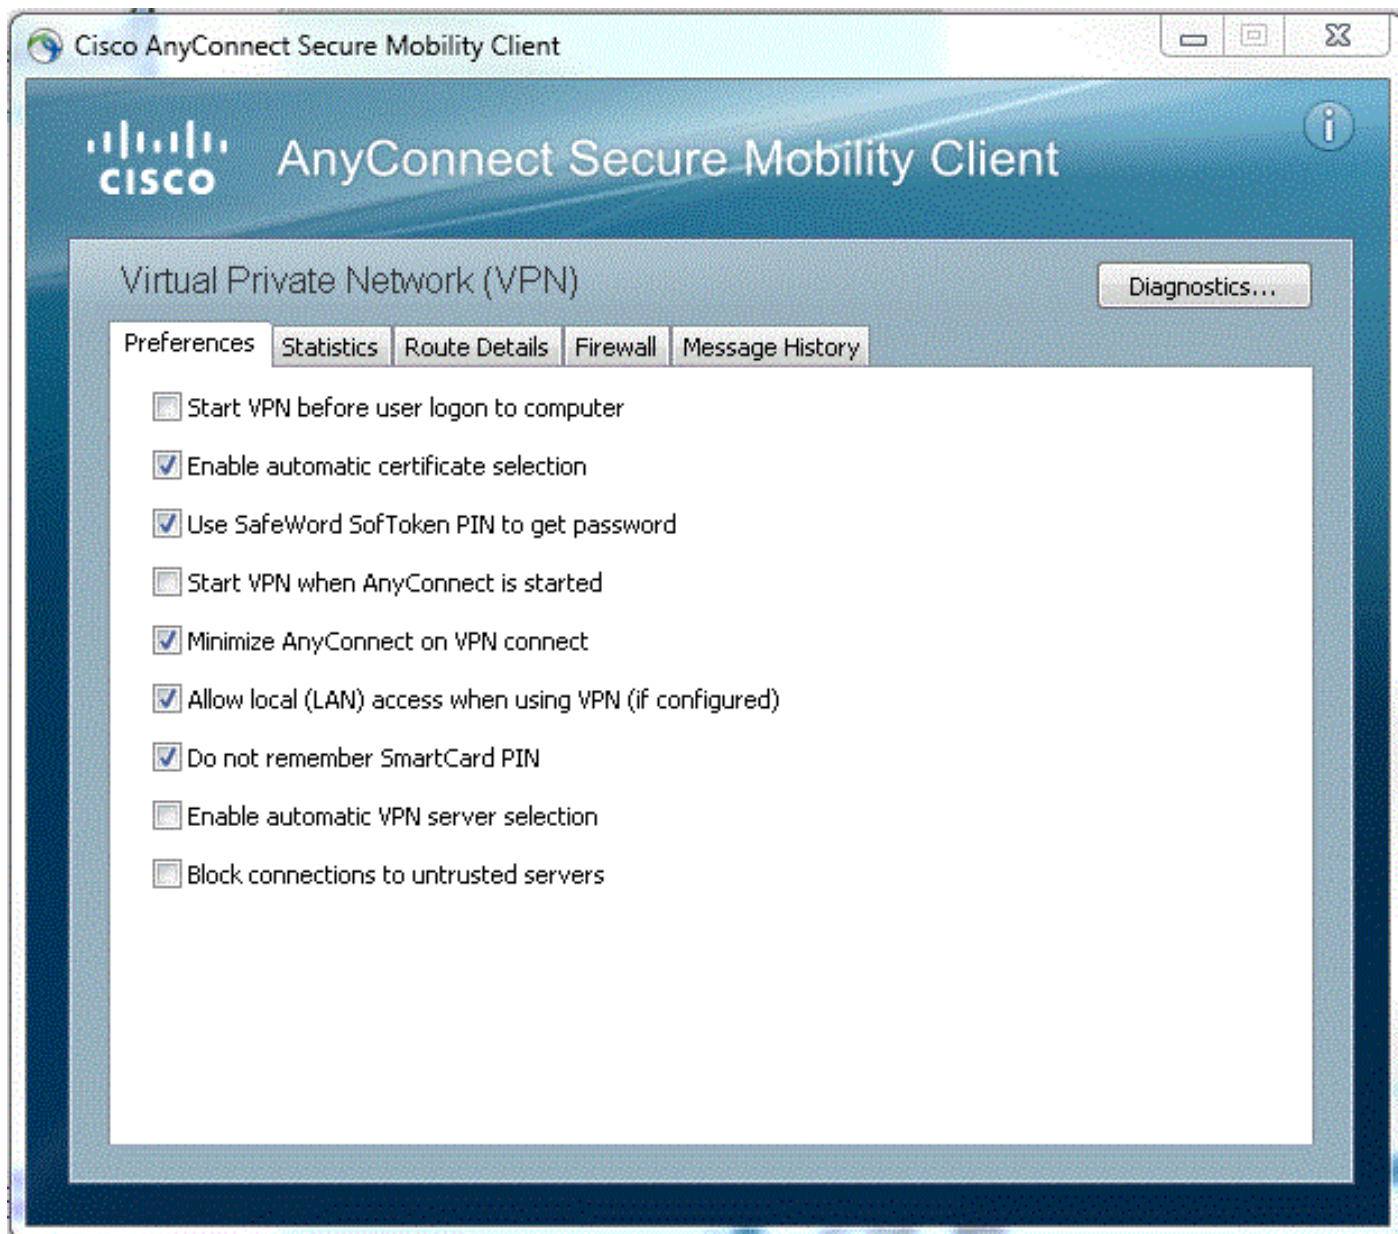 Cisco AnyConnect Secure Mobility Client
CISCO
AnyConnect Secure Mobility Client
Virtual Private Network (VPN)
Diagnostics...
Preferences Statistics Route Details Firewall Message History
Start VPN before user logon to computer
Enable automatic certificate selection
Use SafeWord SofToken PIN to get password
Start VPN when AnyConnect is started
Minimize AnyConnect on VPN connect
Allow local (LAN) access when using VPN (if configured)
Do not remember SmartCard PIN
Enable automatic VPN server selection
Block connections to untrusted servers